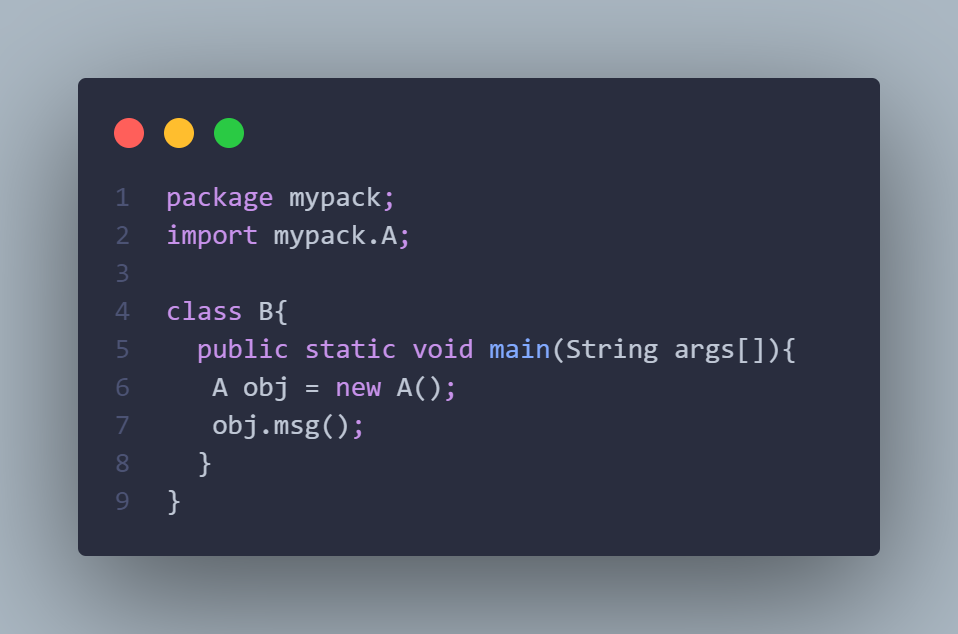 1 package mypack;
2 import mypack.A;
3
4 class B{
5   public static void main(String args[]){
6    A obj = new A();
7    obj.msg();
8   }
9 }